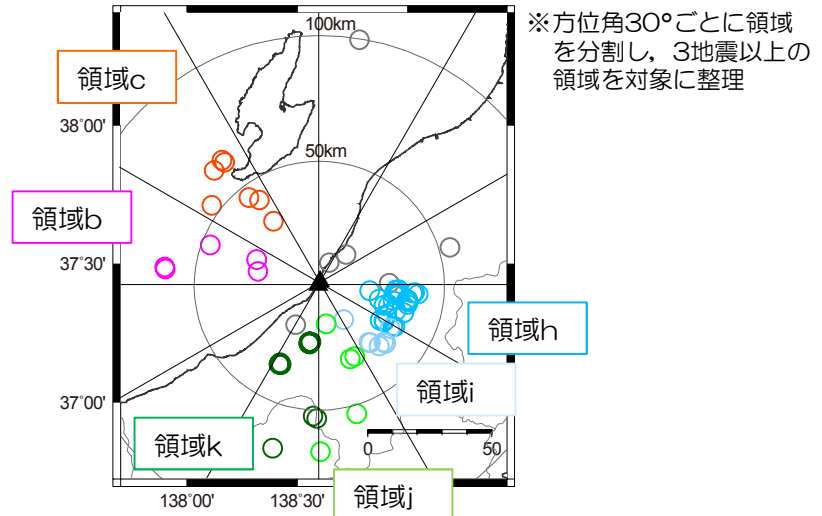 100km
※方位角30°ごとに領域
を分割し，3地震以上の
領域を対象に整理
領域c
38°00'
50km
領域b
37°30'
領域h
領域i
37°00'
領域k
0
50
領域j
138°00'
138°30'